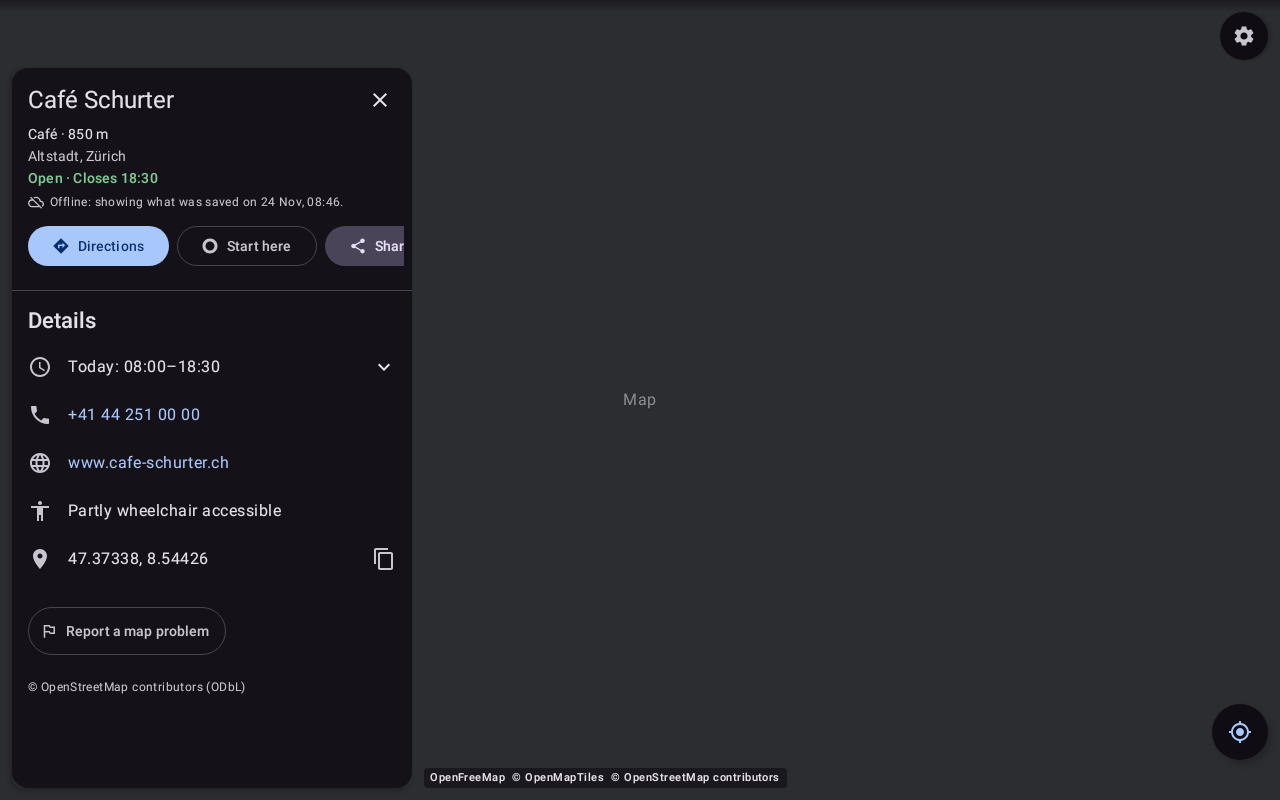 Café Schurter
Café · 850 m
Altstadt, Zürich
Open · Closes 18:30
Offline: showing what was saved on 24 Nov, 08:46.
Directions
Start here
Shar
Details
Today: 08:00–18:30
+41 44 251 00 00
www.cafe-schurter.ch
Partly wheelchair accessible
47.37338, 8.54426
Report a map problem
© OpenStreetMap contributors (ODbL)
Map
OpenFreeMap © OpenMapTiles © OpenStreetMap contributors